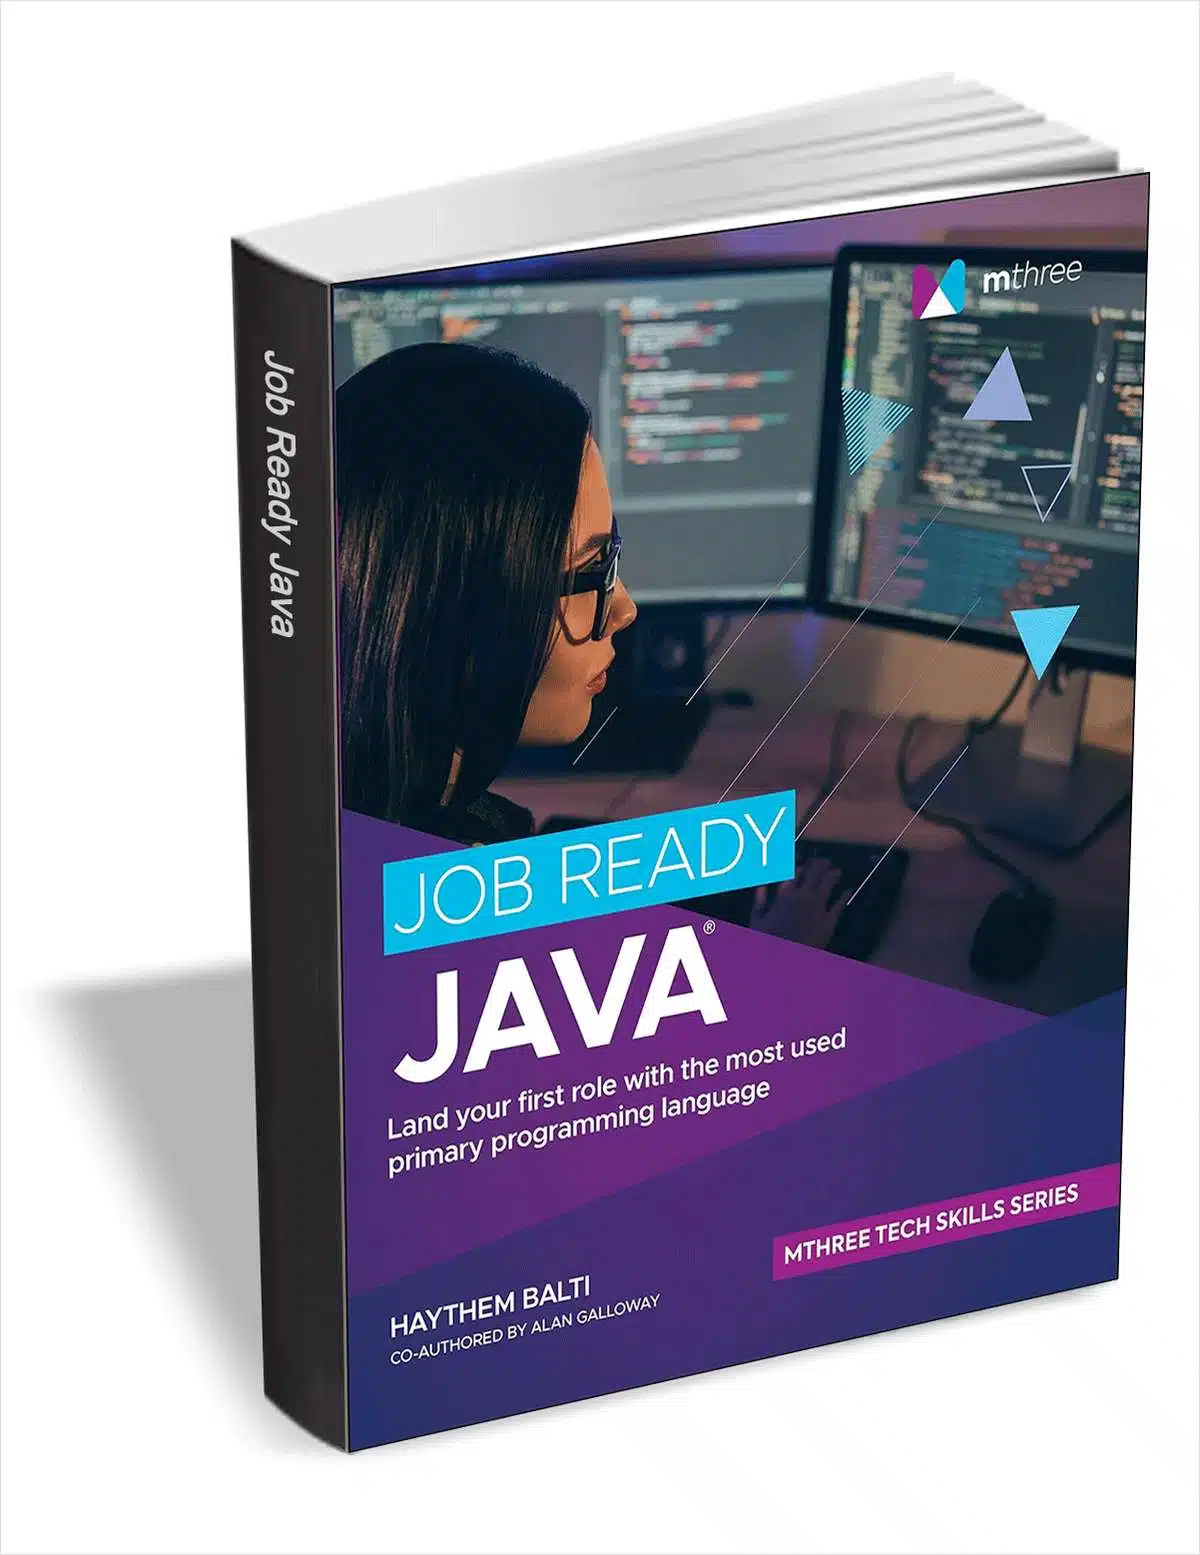 Job Ready Java
mthree
JOB READY
JAVA®
Land your first role with the most used
primary programming language
MTHREE TECH SKILLS SERIES
HAYTHEM BALTI
CO-AUTHORED BY ALAN GALLOWAY